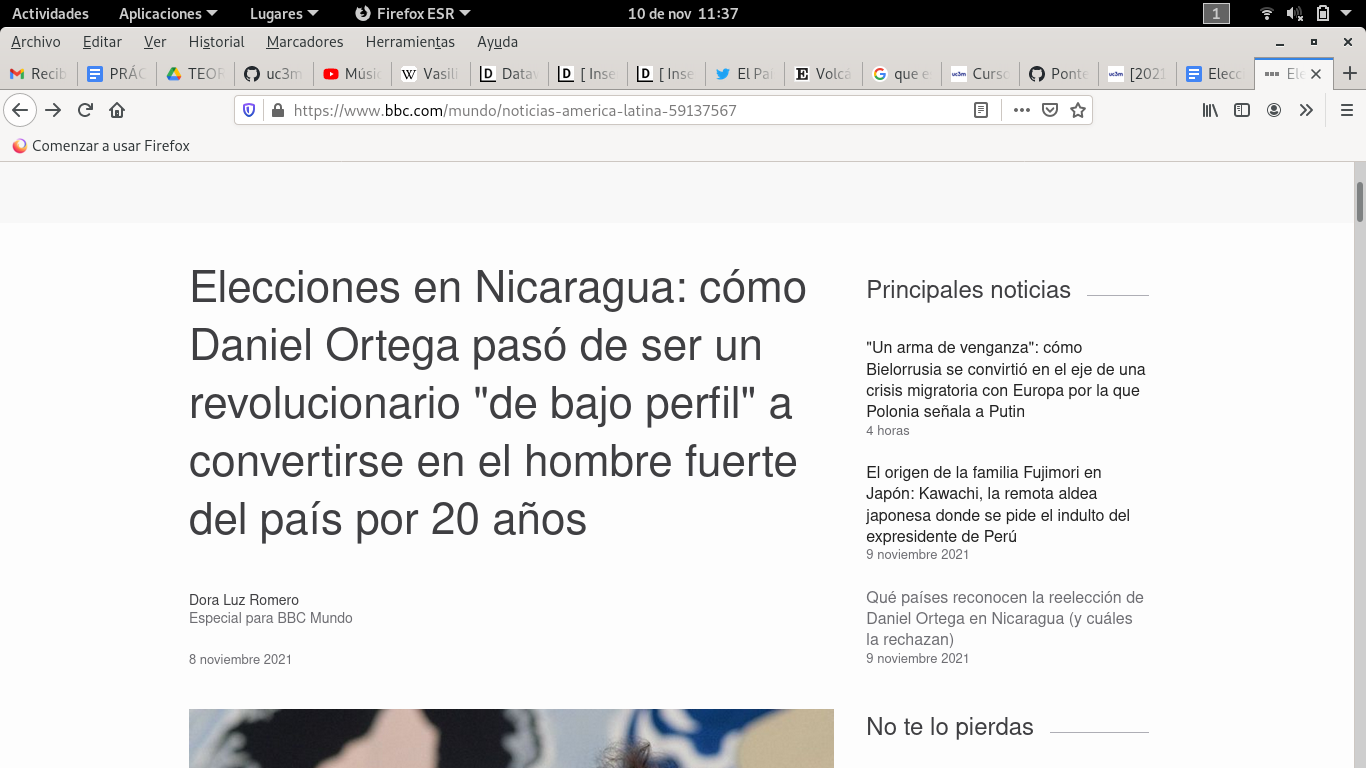 Actividades Aplicaciones Lugares Firefox ESR 10 de nov 11:37 1
Archivo Editar Ver Historial Marcadores Herramientas Ayuda
Recib PRÁC TEOR uc3m Músic Vasili Dataw [ Inse [ Inse El Paí Volcá que e Curso Ponte [2021 Elecc Ele
https://www.bbc.com/mundo/noticias-america-latina-59137567
Comenzar a usar Firefox
Elecciones en Nicaragua: cómo
Daniel Ortega pasó de ser un
revolucionario "de bajo perfil" a
convertirse en el hombre fuerte
del país por 20 años
Dora Luz Romero
Especial para BBC Mundo
8 noviembre 2021
Principales noticias
"Un arma de venganza": cómo
Bielorrusia se convirtió en el eje de una
crisis migratoria con Europa por la que
Polonia señala a Putin
4 horas
El origen de la familia Fujimori en
Japón: Kawachi, la remota aldea
japonesa donde se pide el indulto del
expresidente de Perú
9 noviembre 2021
Qué países reconocen la reelección de
Daniel Ortega en Nicaragua (y cuáles
la rechazan)
9 noviembre 2021
No te lo pierdas